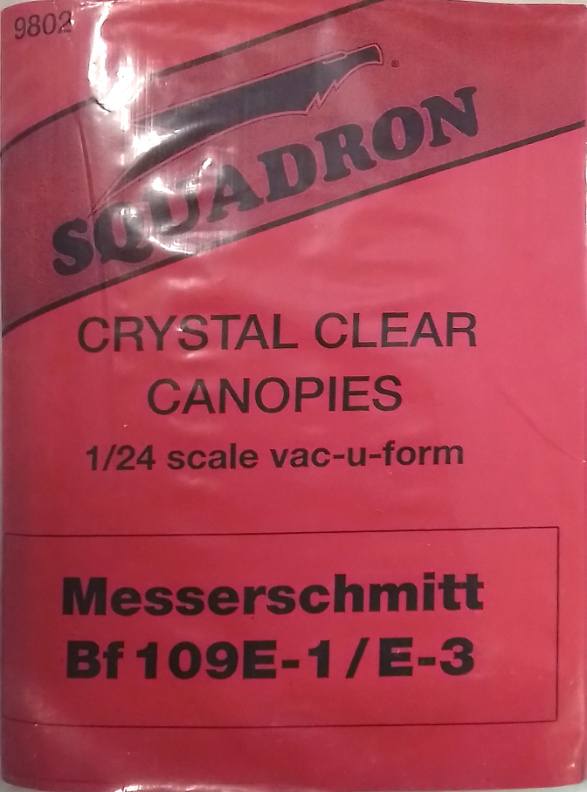 9802
SQUADRON
CRYSTAL CLEAR
CANOPIES
1/24 scale vac-u-form
Messerschmitt
Bf 109E-1/E-3